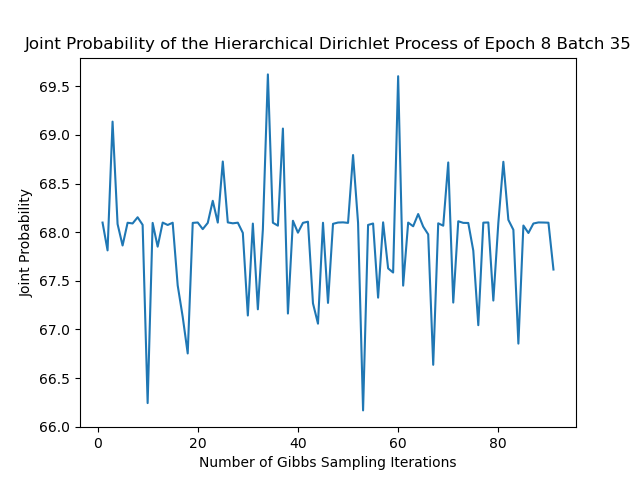 Joint Probability of the Hierarchical Dirichlet Process of Epoch 8 Batch 35
69.5
69.0
68.5
68.0
67.5
67.0
66.5
66.0
Joint Probability
0 20 40 60 80
Number of Gibbs Sampling Iterations